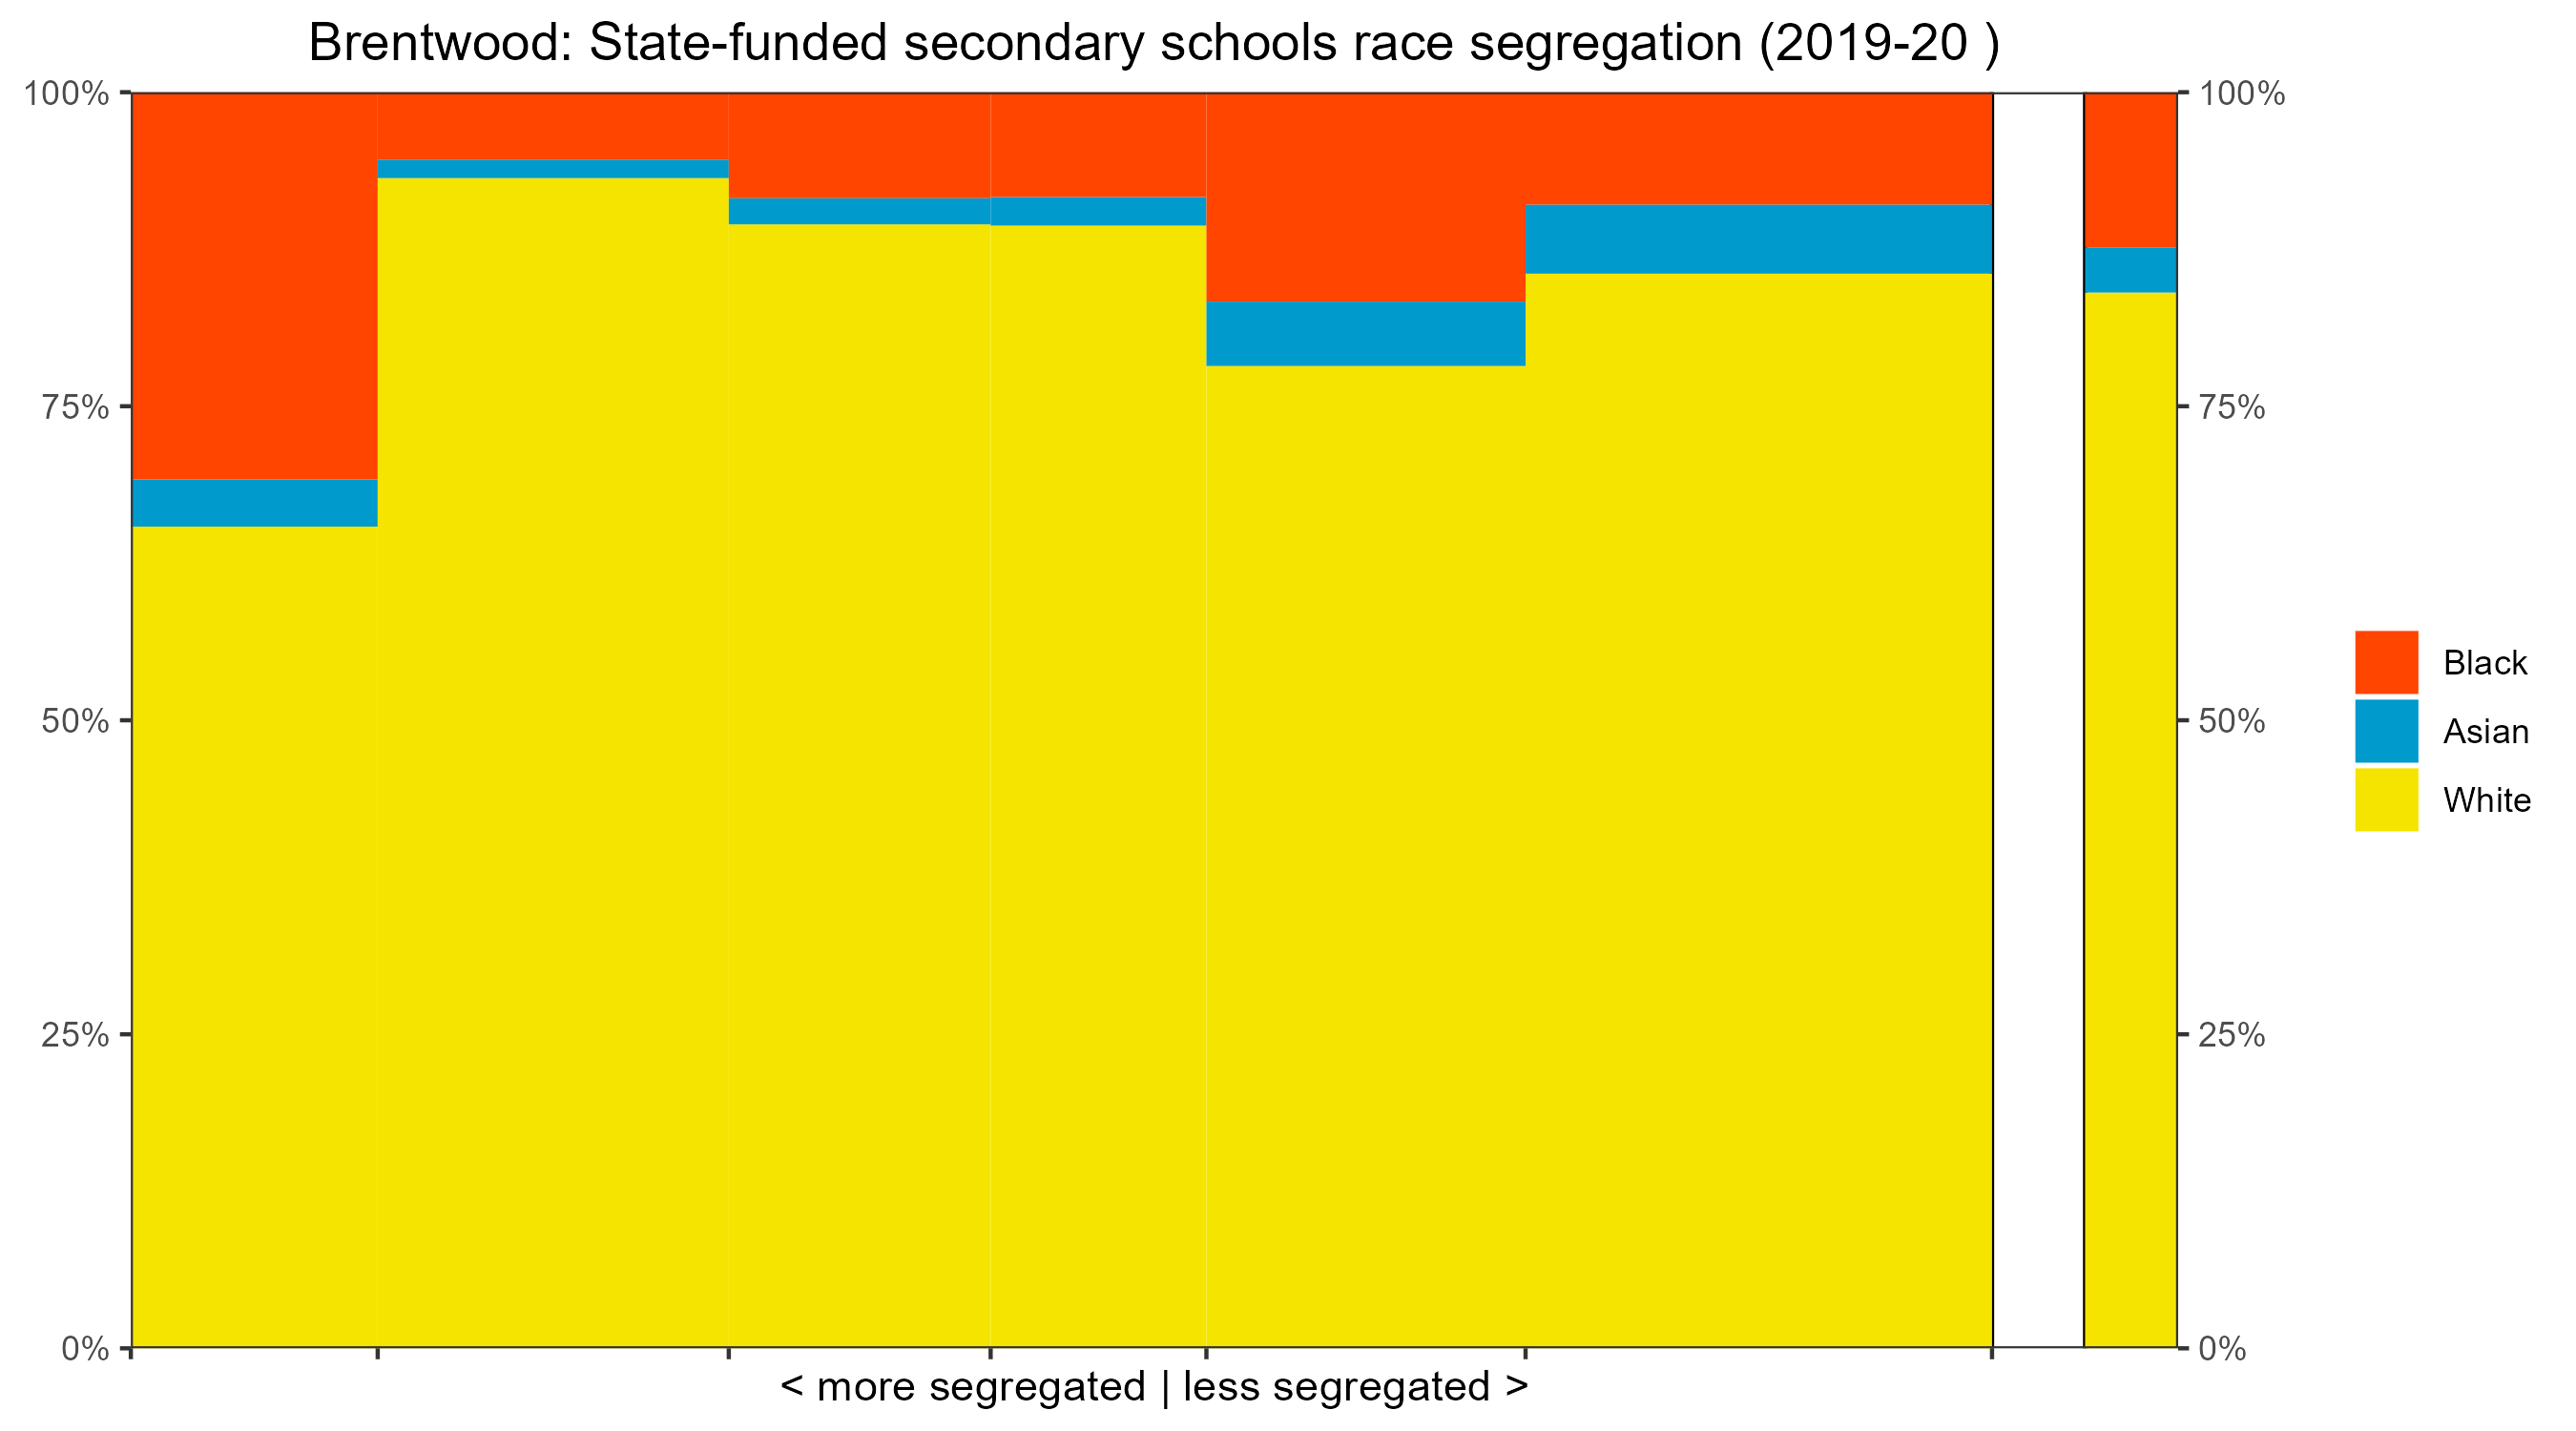 Brentwood: State-funded secondary schools race segregation (2019-20 )
100%
75%
50%
25%
0%
100%
75%
50%
25%
0%
Black
Asian
White
< more segregated | less segregated >